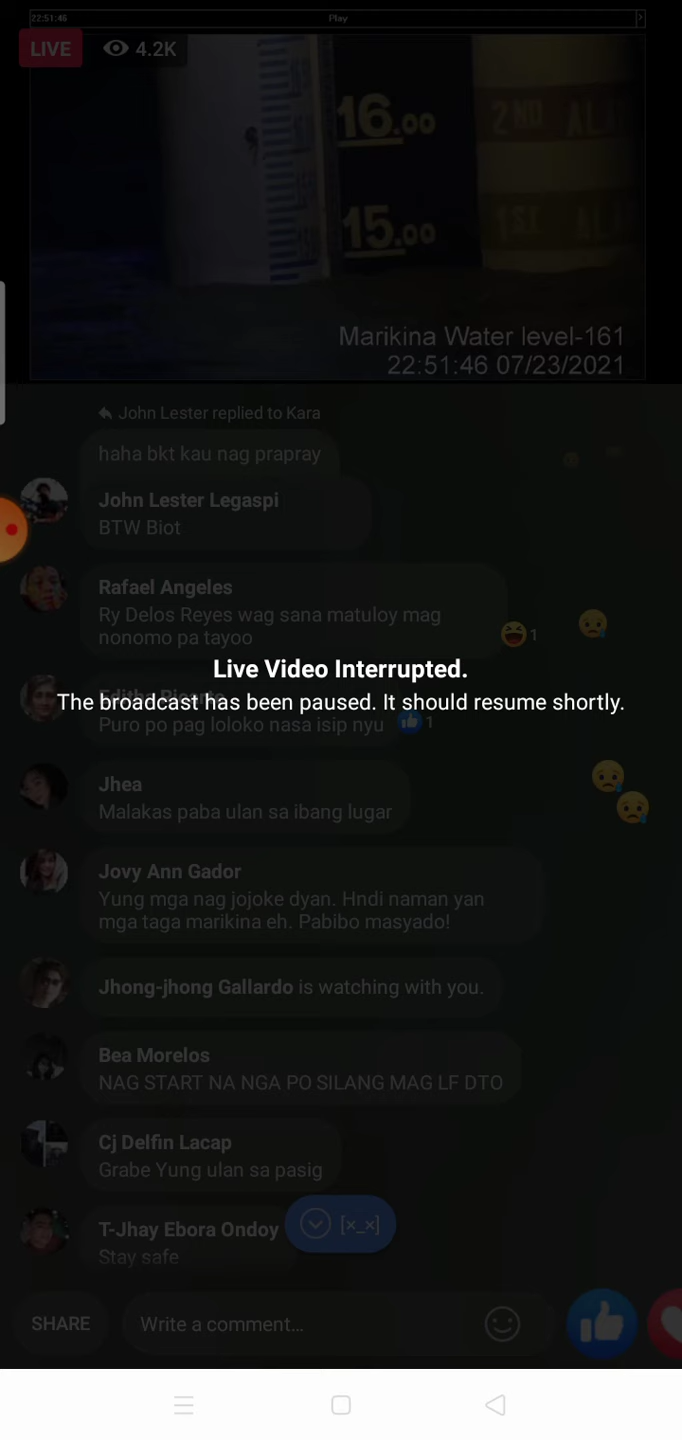 22:51:46
Play
LIVE
4.2K
16.00
2ND AL
15.00
1ST AL
Marikina Water level-161
22:51:46 07/23/2021
John Lester replied to Kara
haha bkt kau nag prapray
John Lester Legaspi
BTW Biot
Rafael Angeles
Ry Delos Reyes wag sana matuloy mag
nonomo pa tayoo
1
Live Video Interrupted.
The broadcast has been paused. It should resume shortly.
Puro po pag loloko nasa isip nyu
1
Jhea
Malakas paba ulan sa ibang lugar
Jovy Ann Gador
Yung mga nag jojoke dyan. Hndi naman yan
mga taga marikina eh. Pabibo masyado!
Jhong-jhong Gallardo is watching with you.
Bea Morelos
NAG START NA NGA PO SILANG MAG LF DTO
Cj Delfin Lacap
Grabe Yung ulan sa pasig
T-Jhay Ebora Ondoy
[×_×]
Stay safe
SHARE
Write a comment...